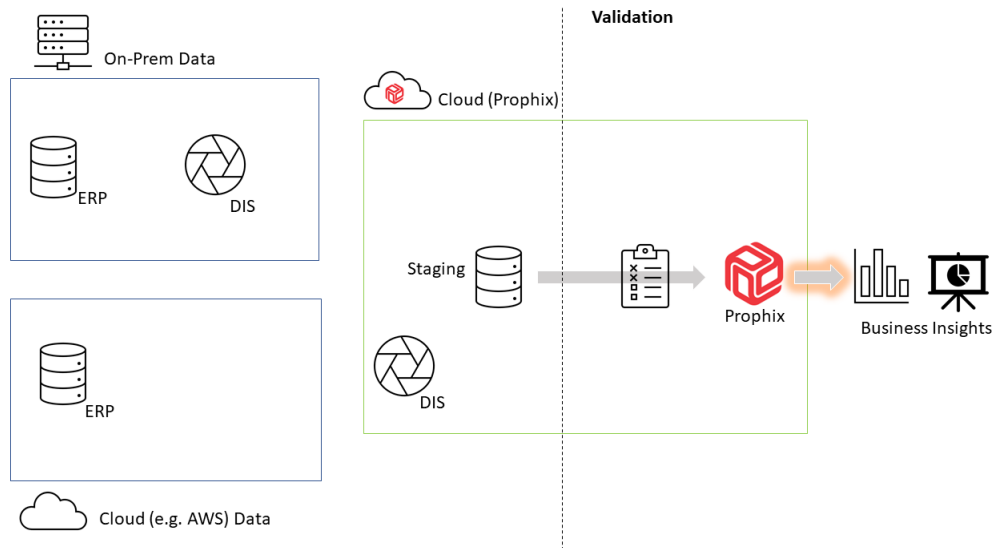 Validation
On-Prem Data
Cloud (Prophix)
ERP
DIS
Staging
Prophix
Business Insights
DIS
ERP
Cloud (e.g. AWS) Data